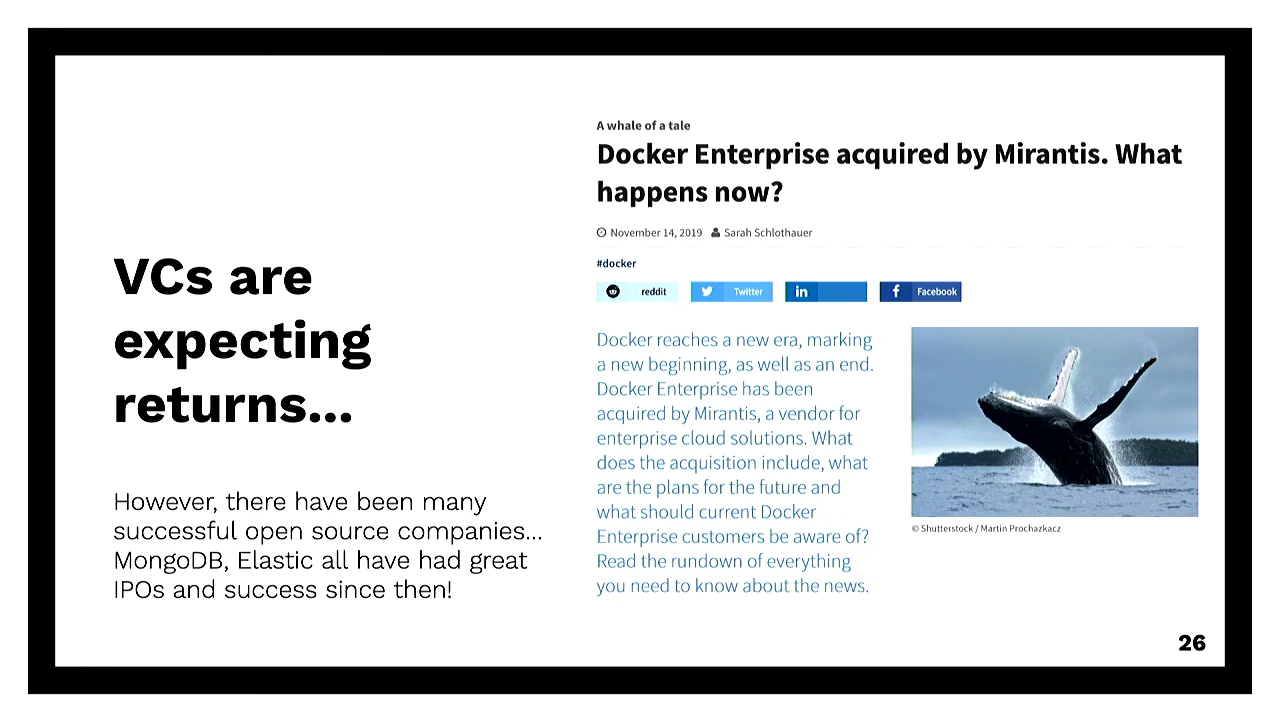 VCs are
expecting
returns...
However, there have been many
successful open source companies...
MongoDB, Elastic all have had great
IPOs and success since then!
A whale of a tale
Docker Enterprise acquired by Mirantis. What
happens now?
November 14, 2019 Sarah Schlothauer
#docker
reddit Twitter in Facebook
Docker reaches a new era, marking
a new beginning, as well as an end.
Docker Enterprise has been
acquired by Mirantis, a vendor for
enterprise cloud solutions. What
does the acquisition include, what
are the plans for the future and
what should current Docker
Enterprise customers be aware of?
Read the rundown of everything
you need to know about the news.
© Shutterstock / Martin Prochazkacz
26